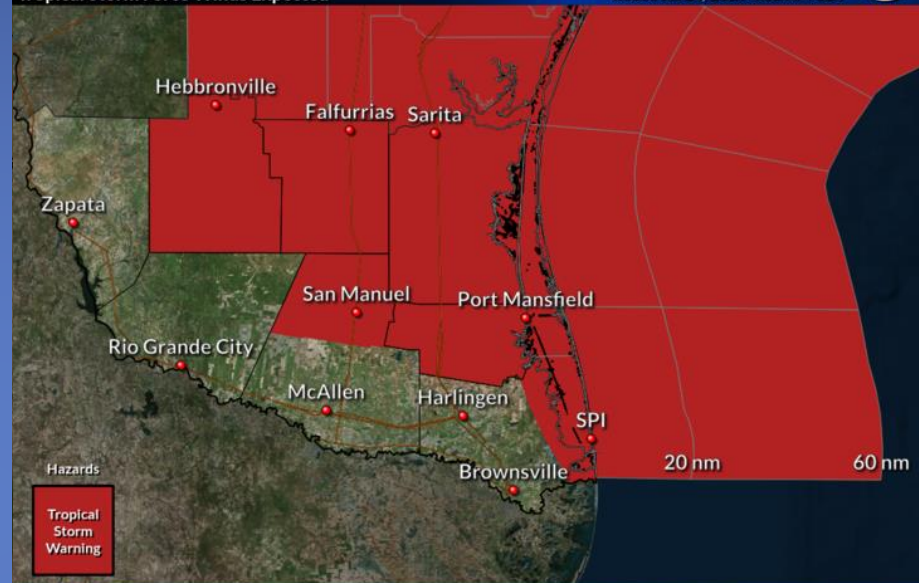 Hebbronville
Falfurrias
Sarita
Zapata
San Manuel
Port Mansfield
Rio Grande City
McAllen
Harlingen
SPI
20 nm
60 nm
Brownsville
Hazards
Tropical
Storm
Warning